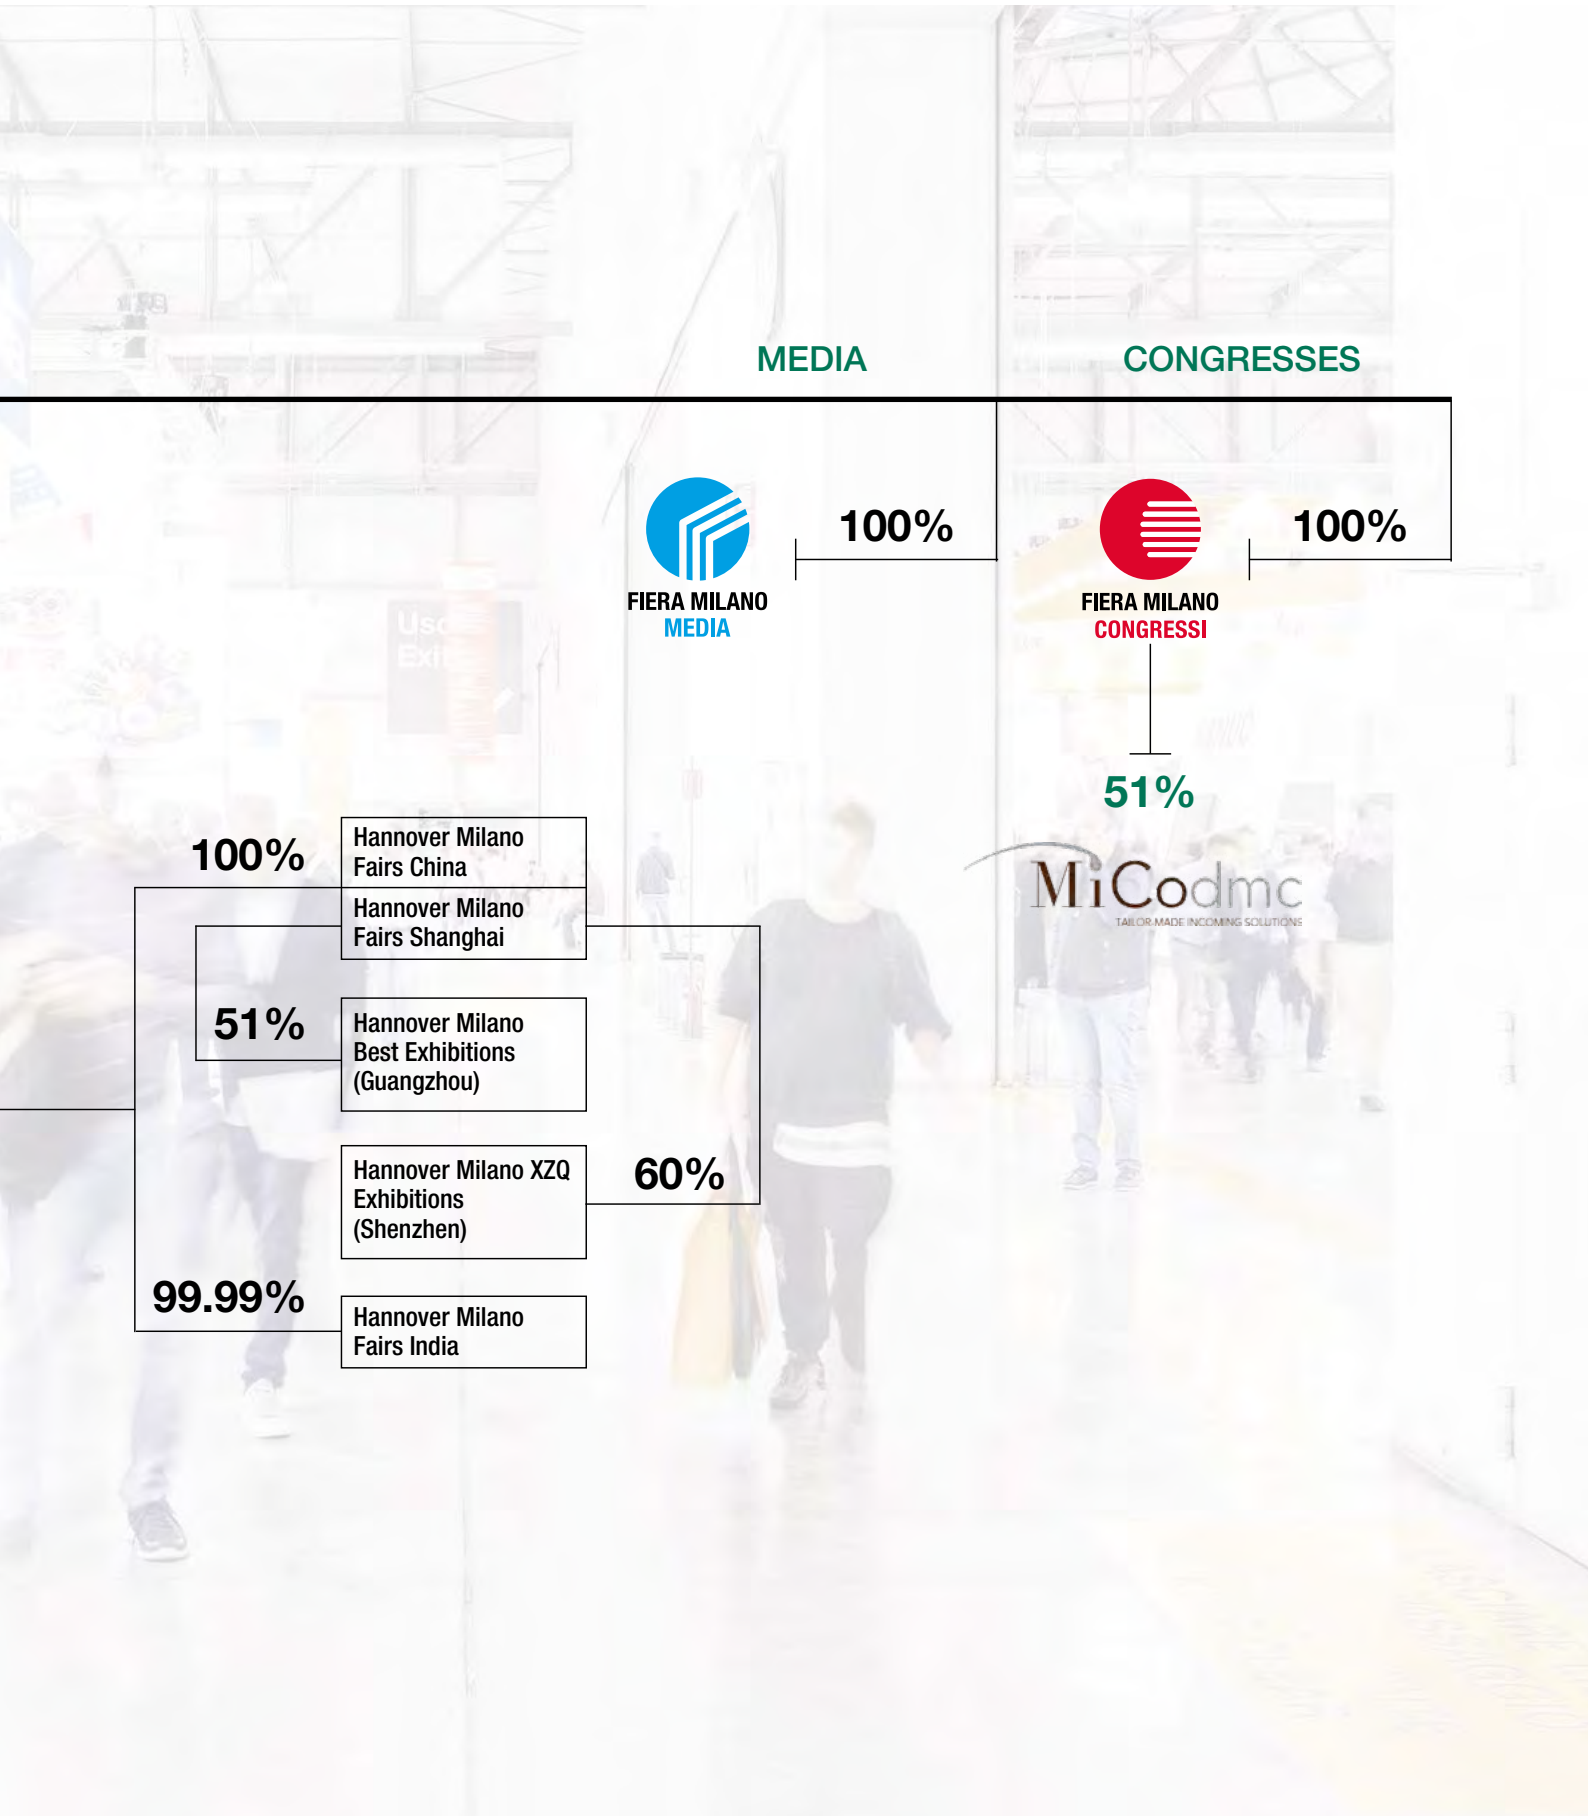 MEDIA
CONGRESSES
100%
100%
FIERA MILANO
MEDIA
FIERA MILANO
CONGRESSI
Exi
51%
MiCodmc
TAILOR-MADE INCOMING SOLUTIONS
100%
Hannover Milano
Fairs China
Hannover Milano
Fairs Shanghai
51%
Hannover Milano
Best Exhibitions
(Guangzhou)
Hannover Milano XZQ
Exhibitions
(Shenzhen)
60%
99.99%
Hannover Milano
Fairs India